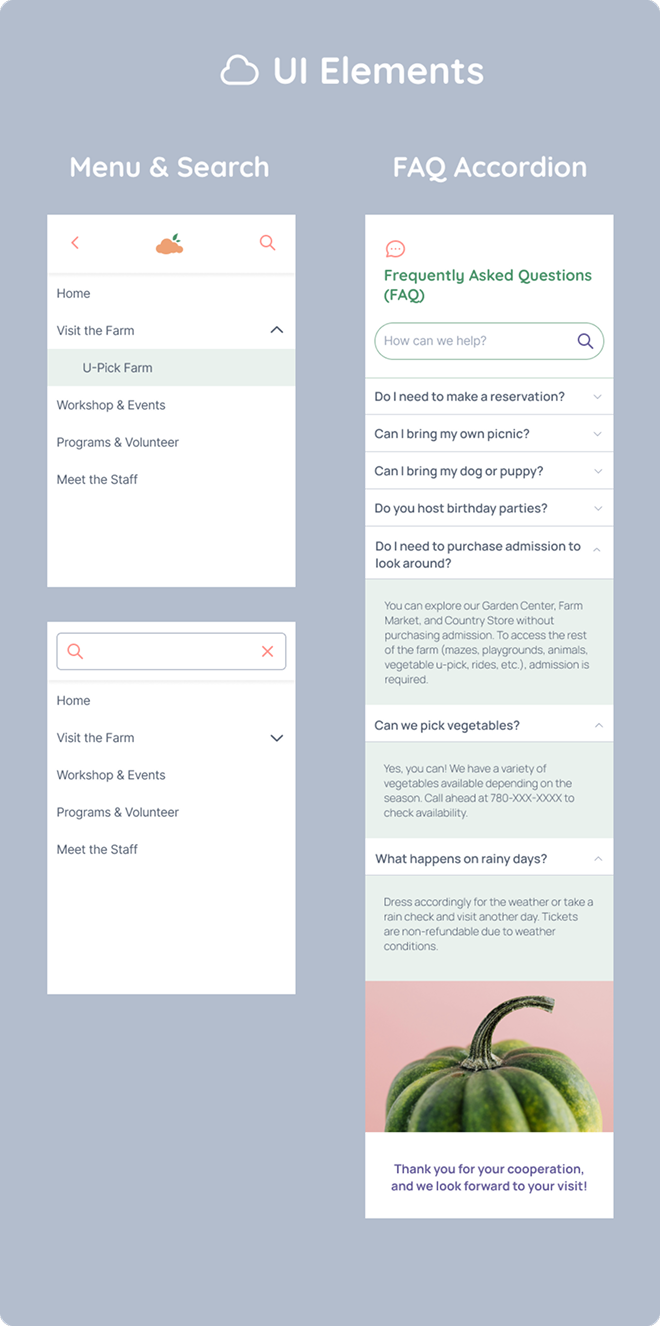 UI Elements
Menu & Search
Home
Visit the Farm
U-Pick Farm
Workshop & Events
Programs & Volunteer
Meet the Staff
Home
Visit the Farm
Workshop & Events
Programs & Volunteer
Meet the Staff
FAQ Accordion
Frequently Asked Questions
(FAQ)
How can we help?
Do I need to make a reservation?
Can I bring my own picnic?
Can I bring my dog or puppy?
Do you host birthday parties?
Do I need to purchase admission to
look around?
You can explore our Garden Center, Farm
Market, and Country Store without
purchasing admission. To access the rest
of the farm (mazes, playgrounds, animals,
vegetable u-pick, rides, etc.), admission is
required.
Can we pick vegetables?
Yes, you can! We have a variety of
vegetables available depending on the
season. Call ahead at 780-XXX-XXXX to
check availability.
What happens on rainy days?
Dress accordingly for the weather or take a
rain check and visit another day. Tickets
are non-refundable due to weather
conditions.
Thank you for your cooperation,
and we look forward to your visit!